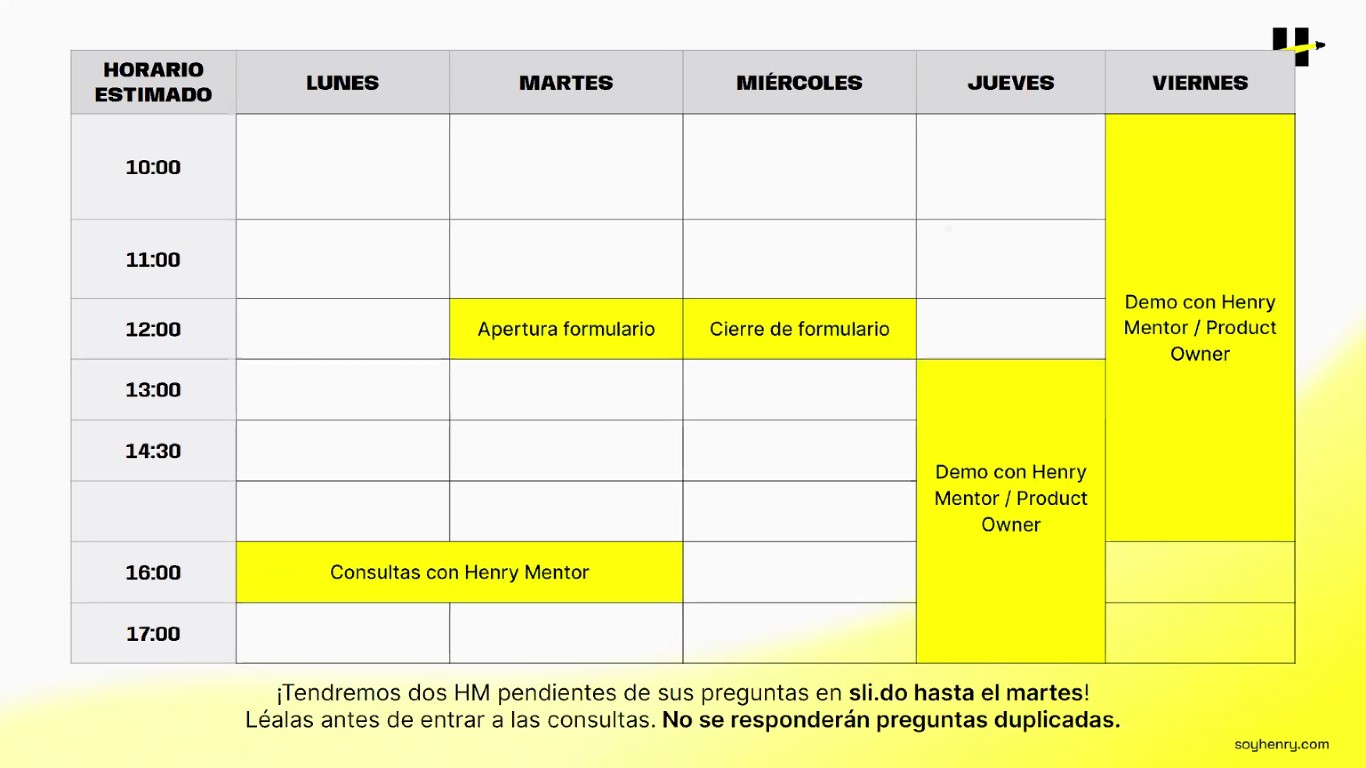 HORARIO
ESTIMADO
LUNES
MARTES
MIÉRCOLES
JUEVES
VIERNES
10:00
11:00
12:00
Apertura formulario
Cierre de formulario
Demo con Henry
Mentor / Product
Owner
13:00
14:30
Demo con Henry
Mentor / Product
Owner
16:00
Consultas con Henry Mentor
17:00
¡Tendremos dos HM pendientes de sus preguntas en sli.do hasta el martes!
Léalas antes de entrar a las consultas. No se responderán preguntas duplicadas.
soyhenry.com